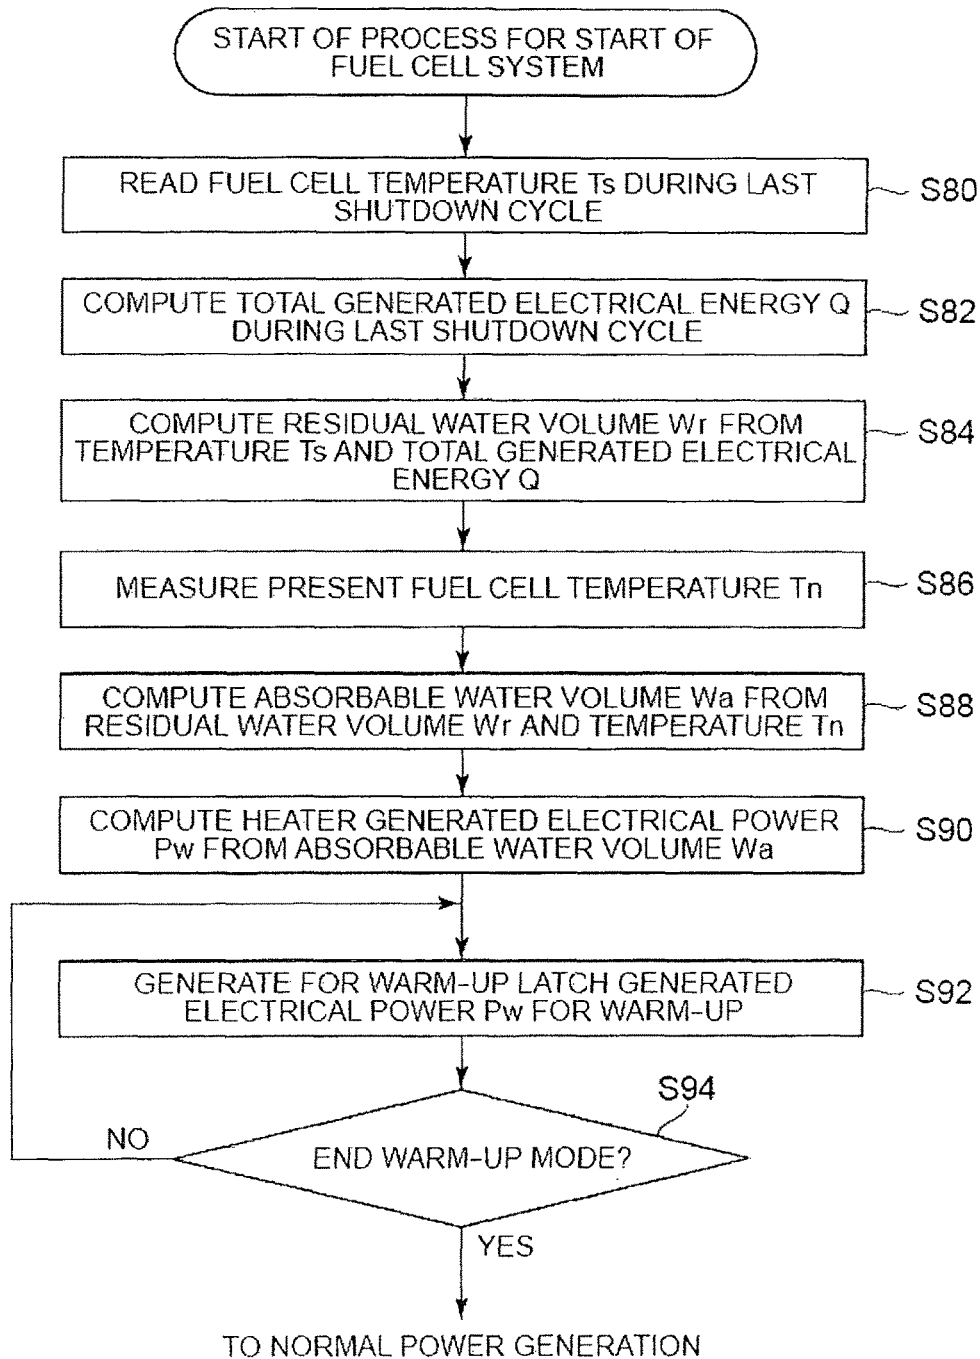 START OF PROCESS FOR START OF
FUEL CELL SYSTEM
READ FUEL CELL TEMPERATURE Ts DURING LAST
SHUTDOWN CYCLE
S80
COMPUTE TOTAL GENERATED ELECTRICAL ENERGY Q
DURING LAST SHUTDOWN CYCLE
S82
COMPUTE RESIDUAL WATER VOLUME Wr FROM
TEMPERATURE Ts AND TOTAL GENERATED ELECTRICAL
ENERGY Q
S84
MEASURE PRESENT FUEL CELL TEMPERATURE Tn
S86
COMPUTE ABSORBABLE WATER VOLUME Wa FROM
RESIDUAL WATER VOLUME Wr AND TEMPERATURE Tn
S88
COMPUTE HEATER GENERATED ELECTRICAL POWER
Pw FROM ABSORBABLE WATER VOLUME Wa
S90
GENERATE FOR WARM-UP LATCH GENERATED
ELECTRICAL POWER Pw FOR WARM-UP
S92
S94
NO
END WARM-UP MODE?
YES
TO NORMAL POWER GENERATION